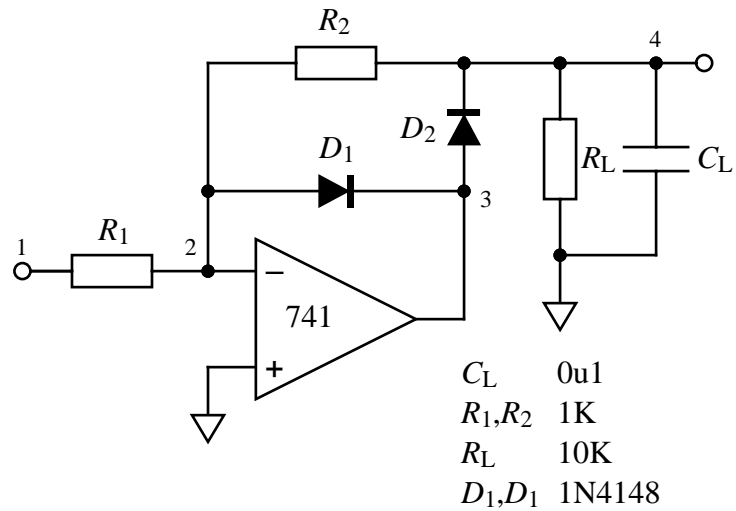 R2
4
D2
D1
RL
CL
3
1
R1
2
−
741
+
CL 0u1
R1,R2 1K
RL 10K
D1,D1 1N4148